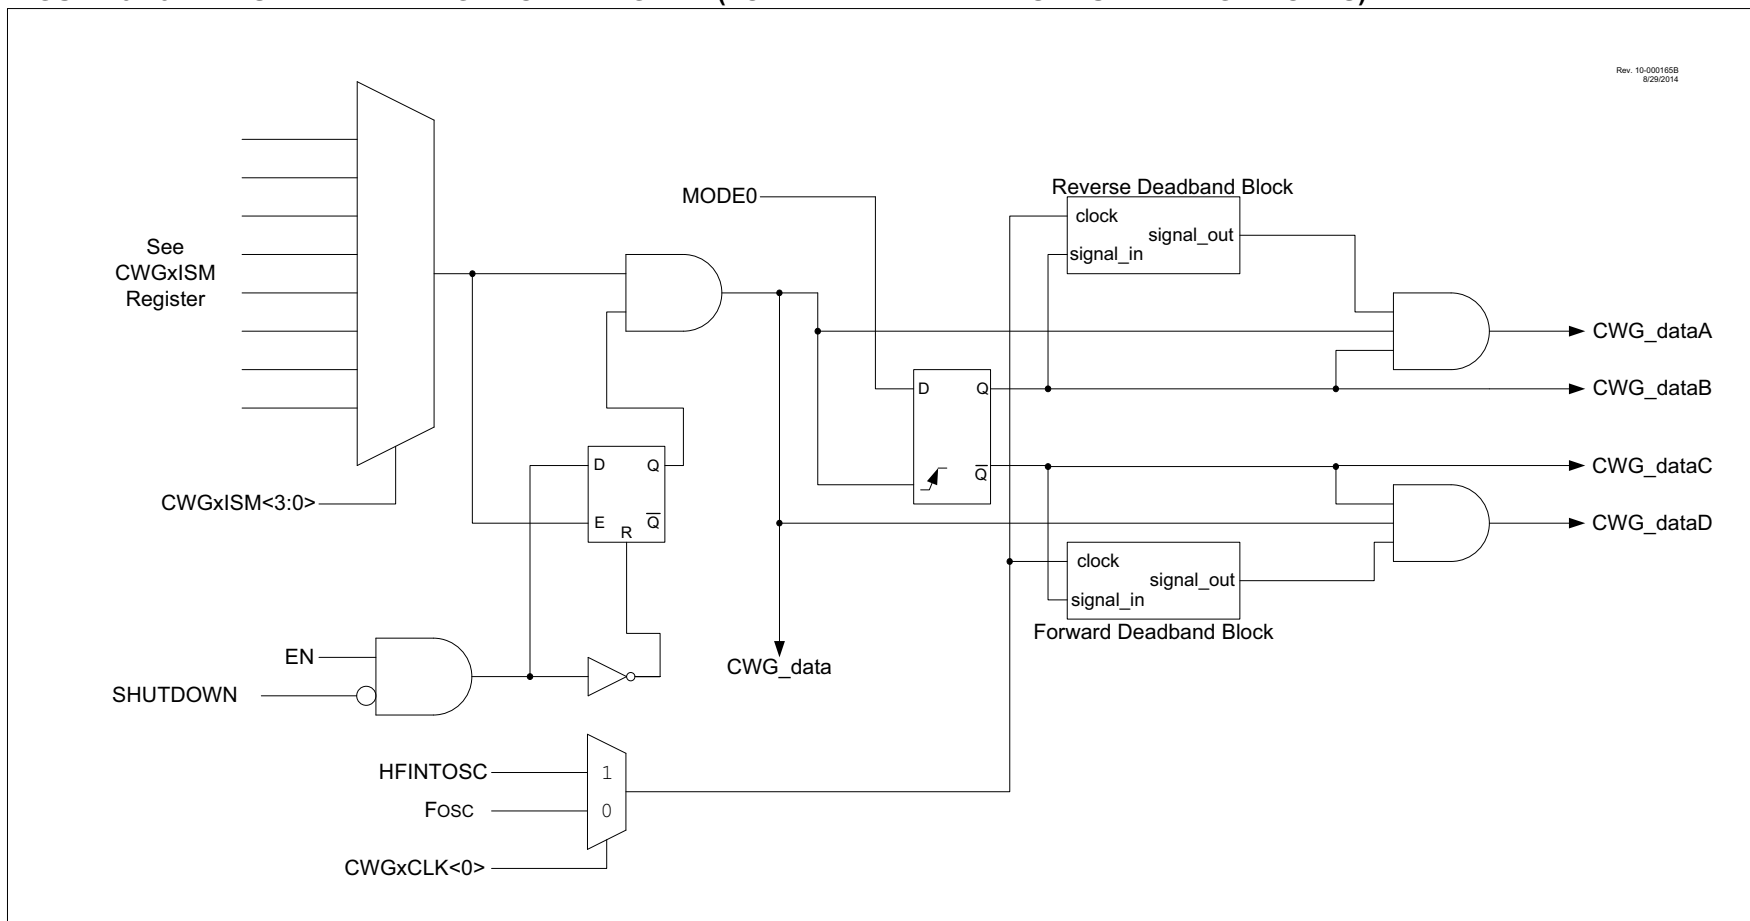 Rev. 10-000165B
8/29/2014
See
CWGxISM
Register
CWGxISM<3:0>
MODE0
Reverse Deadband Block
clock
signal_in
signal_out
CWG_dataA
D
Q
Q̅
CWG_dataB
CWG_dataC
CWG_dataD
D
Q
E
R
Q̅
clock
signal_in
signal_out
Forward Deadband Block
EN
SHUTDOWN
CWG_data
HFINTOSC
1
FOSC
0
CWGxCLK<0>